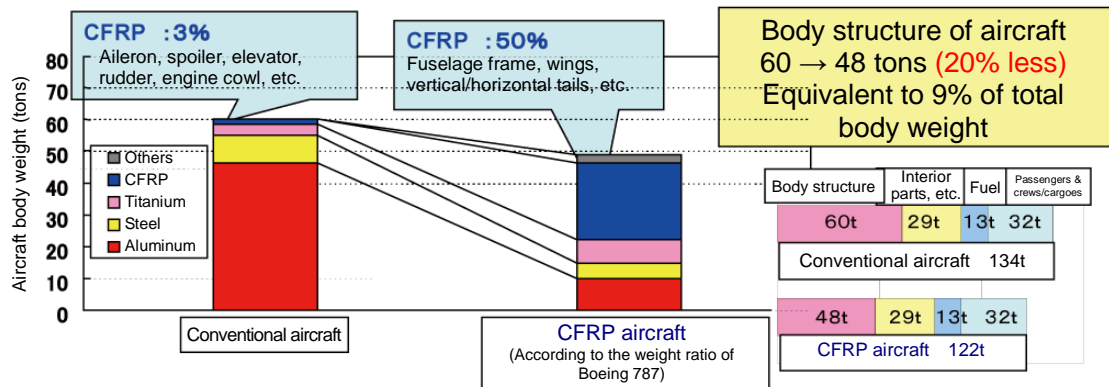 CFRP :3%
Aileron, spoiler, elevator,
rudder, engine cowl, etc.
CFRP :50%
Fuselage frame, wings,
vertical/horizontal tails, etc.
Body structure of aircraft
60 → 48 tons (20% less)
Equivalent to 9% of total
body weight
Aircraft body weight (tons)
80
70
60
50
40
30
20
10
0
Others
CFRP
Titanium
Steel
Aluminum
Conventional aircraft
CFRP aircraft
(According to the weight ratio of
Boeing 787)
Body structure
Interior
parts, etc.
Fuel
Passengers &
crews/cargoes
60t 29t 13t 32t
Conventional aircraft 134t
48t 29t 13t 32t
CFRP aircraft 122t